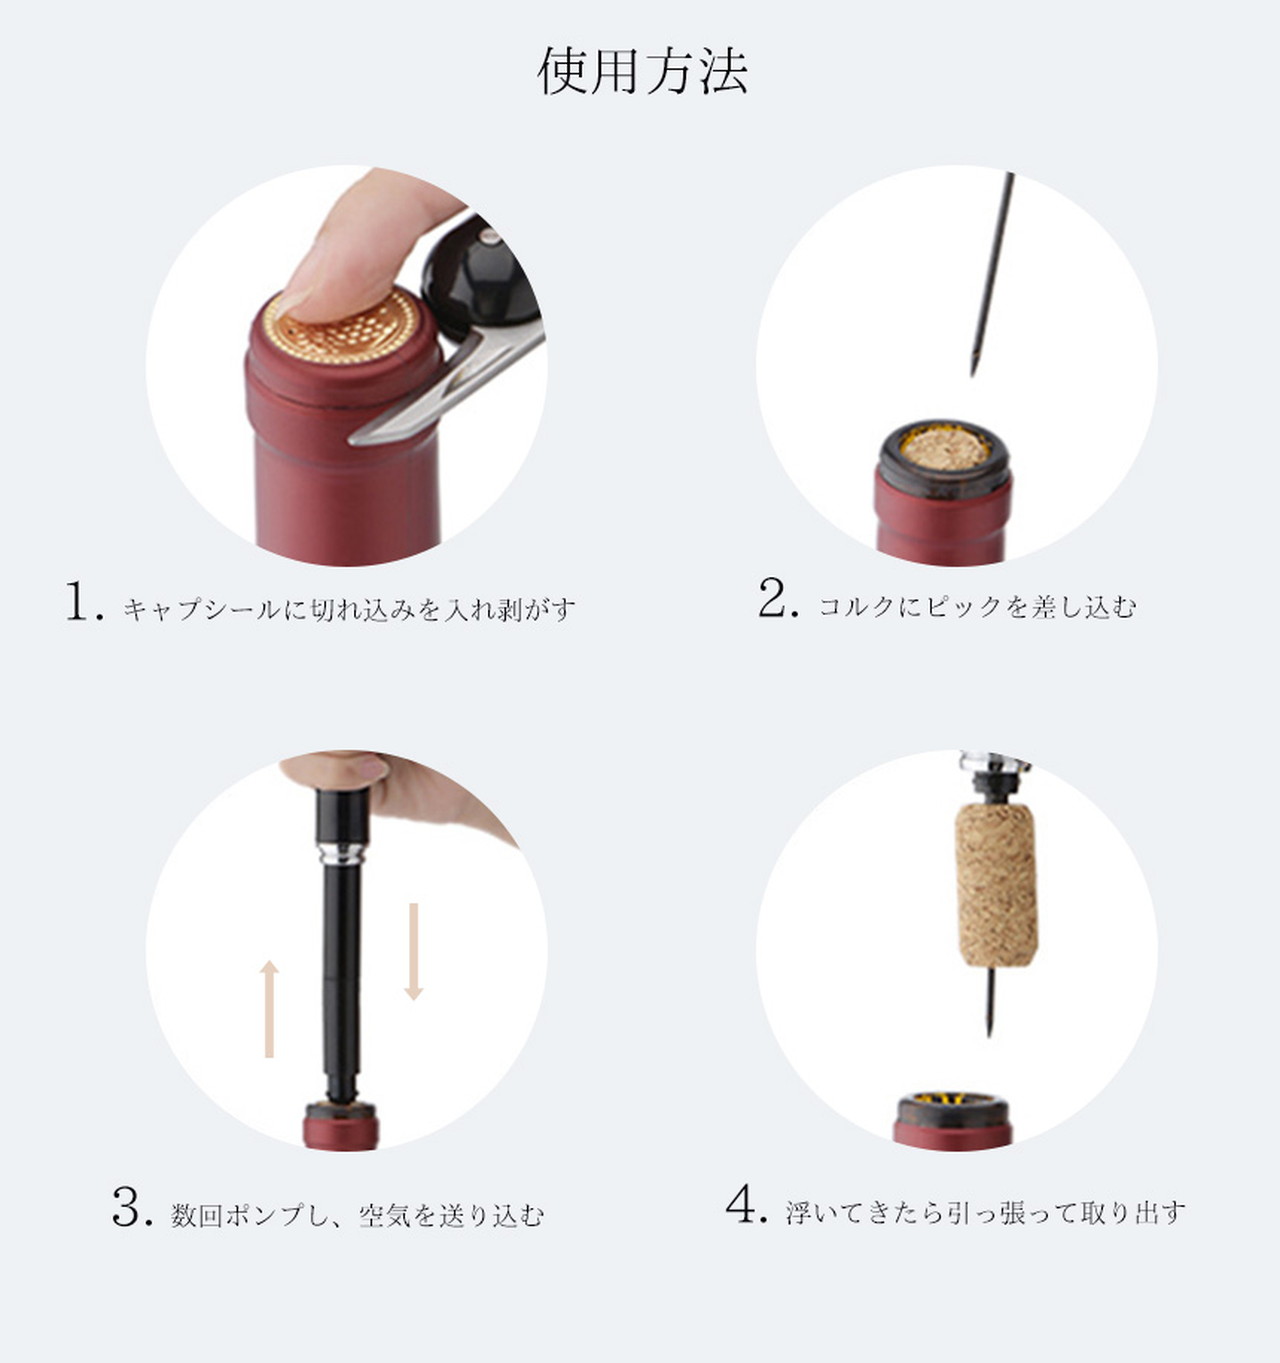 使用方法
1. キャプシールに切れ込みを入れ剥がす
2. コルクにピックを差し込む
3. 数回ポンプし、空気を送り込む
4. 浮いてきたら引っ張って取り出す